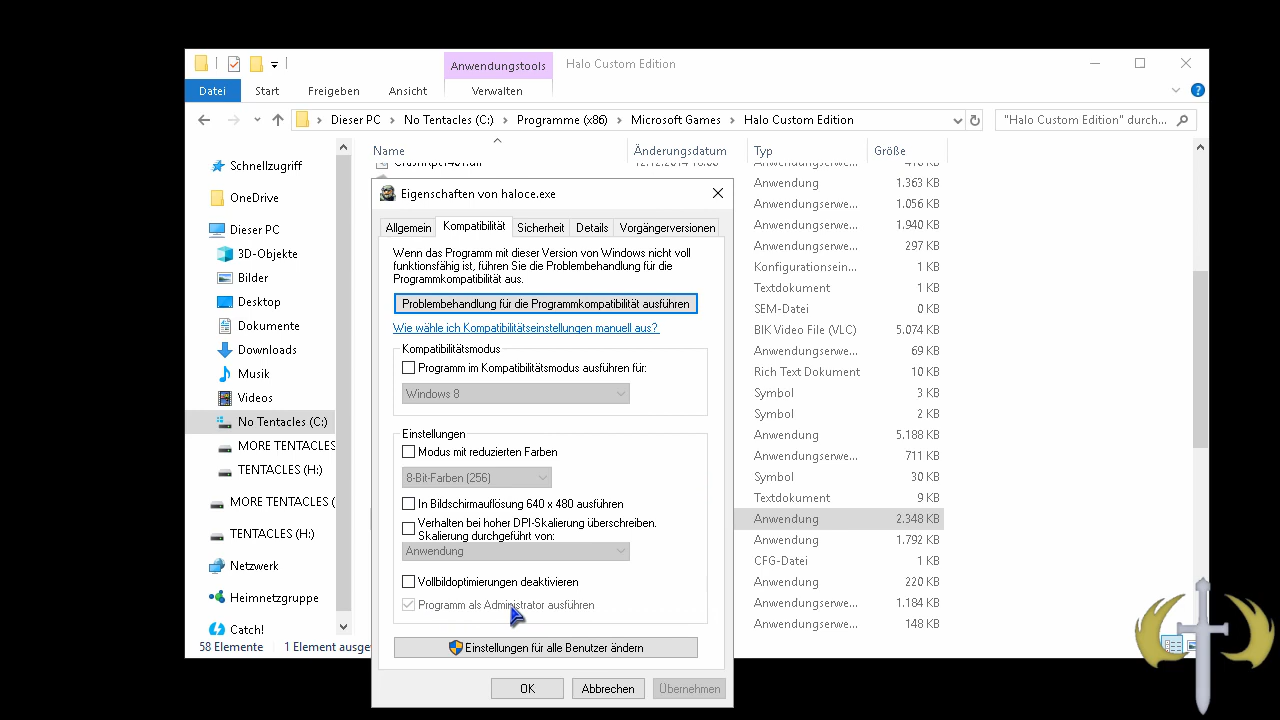 Anwendungstools
Halo Custom Edition
Datei
Start
Freigeben
Ansicht
Verwalten
Dieser PC
No Tentacles (C:)
Programme (x86)
Microsoft Games
Halo Custom Edition
"Halo Custom Edition" durch...
Name
Änderungsdatum
Typ
Größe
Schnellzugriff
OneDrive
Dieser PC
3D-Objekte
Bilder
Desktop
Dokumente
Downloads
Musik
Videos
No Tentacles (C:)
MORE TENTACLES
TENTACLES (H:)
MORE TENTACLES (
TENTACLES (H:)
Netzwerk
Heimnetzgruppe
Catch!
58 Elemente
1 Element ausge
Eigenschaften von haloce.exe
Allgemein
Kompatibilität
Sicherheit
Details
Vorgängerversionen
Wenn das Programm mit dieser Version von Windows nicht voll
funktionsfähig ist, führen Sie die Problembehandlung für die
Programmkompatibilität aus.
Problembehandlung für die Programmkompatibilität ausführen
Wie wähle ich Kompatibilitätseinstellungen manuell aus?
Kompatibilitätsmodus
Programm im Kompatibilitätsmodus ausführen für:
Windows 8
Einstellungen
Modus mit reduzierten Farben
8-Bit-Farben (256)
In Bildschirmauflösung 640 x 480 ausführen
Verhalten bei hoher DPI-Skalierung überschreiben.
Skalierung durchgeführt von:
Anwendung
Vollbildoptimierungen deaktivieren
Programm als Administrator ausführen
Einstellungen für alle Benutzer ändern
OK
Abbrechen
Übernehmen
Anwendung 1.363 KB
Anwendungserwe... 1.056 KB
Anwendungserwe... 1.940 KB
Anwendungserwe... 297 KB
Konfigurationsein... 1 KB
Textdokument 1 KB
SEM-Datei 0 KB
BIK Video File (VLC) 5.074 KB
Anwendungserwe... 69 KB
Rich Text Dokument 10 KB
Symbol 3 KB
Symbol 2 KB
Anwendung 5.188 KB
Anwendungserwe... 711 KB
Symbol 30 KB
Textdokument 9 KB
Anwendung 2.348 KB
Anwendung 1.792 KB
CFG-Datei 1 KB
Anwendung 220 KB
Anwendungserwe... 1.184 KB
Anwendungserwe... 148 KB